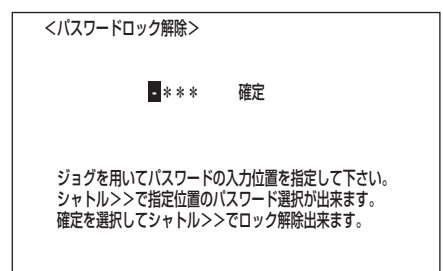 <パスワードロック解除>
-*** 確定
ジョグを用いてパスワードの入力位置を指定して下さい。
シャトル>>で指定位置のパスワード選択が出来ます。
確定を選択してシャトル>>でロック解除出来ます。